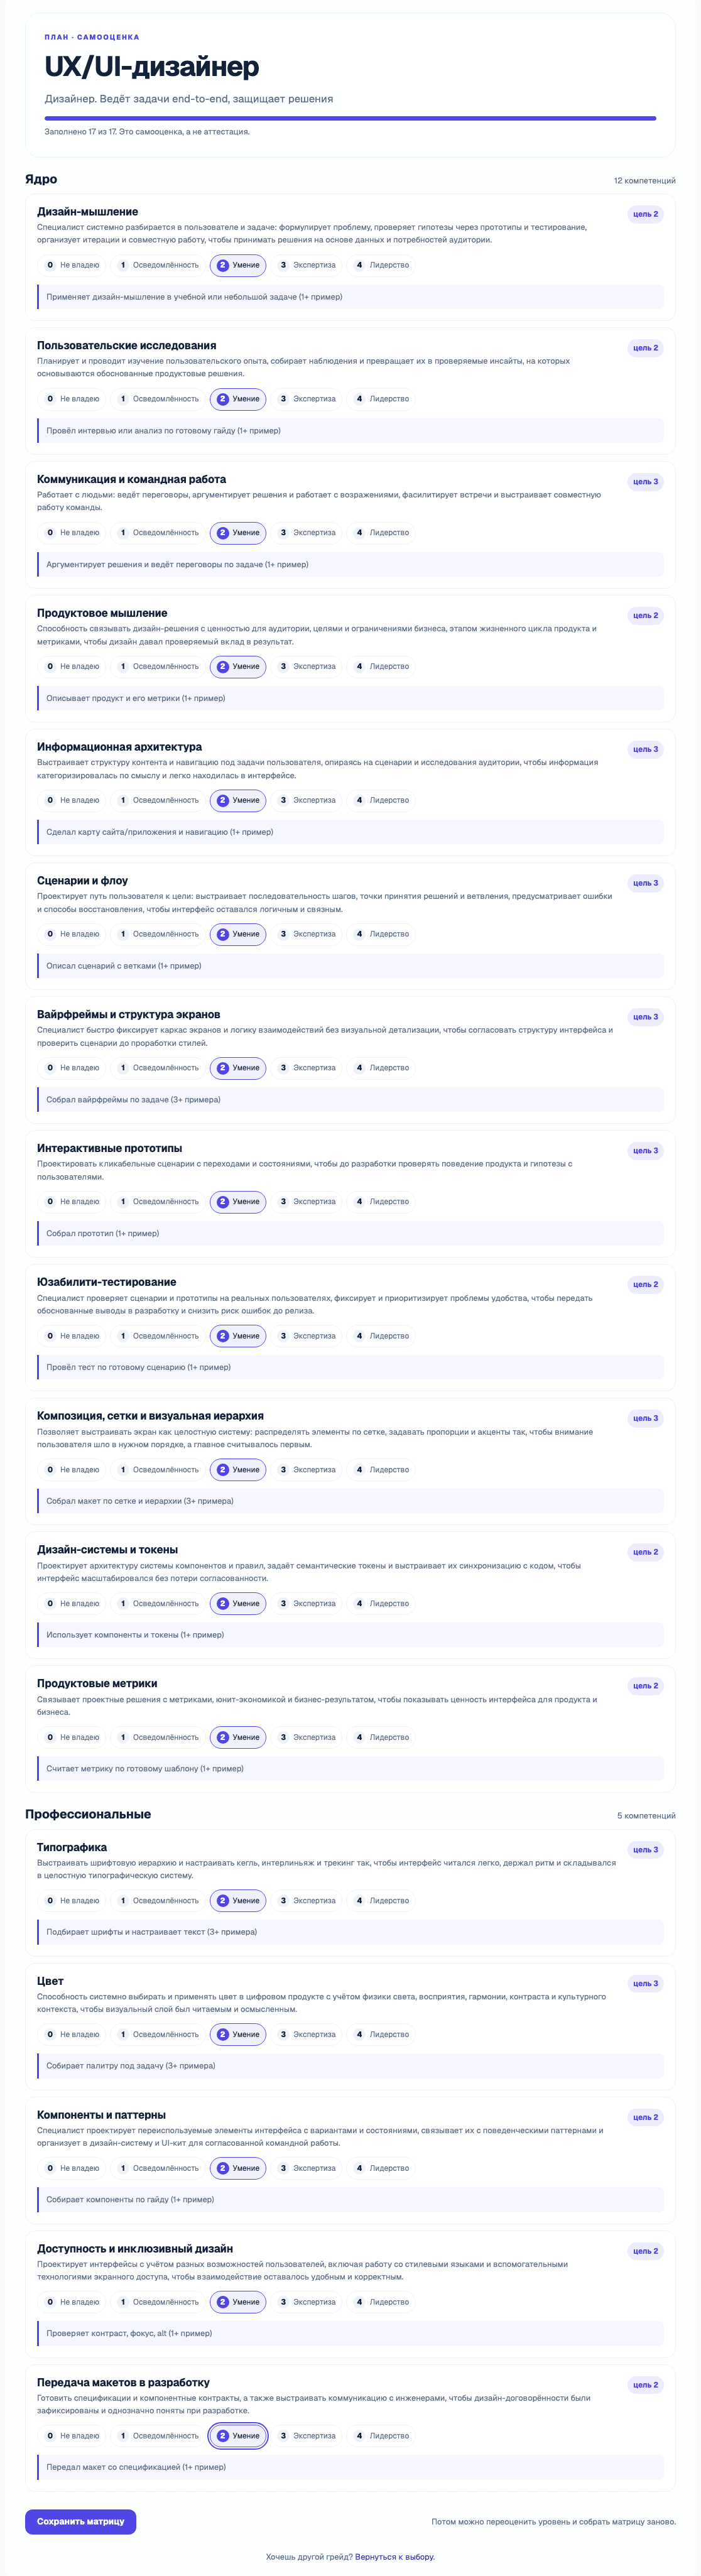 ПЛАН · САМООЦЕНКА
UX/UI-дизайнер
Дизайнер. Ведёт задачи end-to-end, защищает решения
Заполнено 17 из 17. Это самооценка, а не аттестация.
Ядро
12 компетенций
Дизайн-мышление
цель 2
Специалист системно разбирается в пользователе и задаче: формулирует проблему, проверяет гипотезы через прототипы и тестирование,
организует итерации и совместную работу, чтобы принимать решения на основе данных и потребностей аудитории.
0 Не владею 1 Осведомлённость 2 Умение 3 Экспертиза 4 Лидерство
Применяет дизайн-мышление в учебной или небольшой задаче (1+ пример)
Пользовательские исследования
цель 2
Планирует и проводит изучение пользовательского опыта, собирает наблюдения и превращает их в проверяемые инсайты, на которых
основываются обоснованные продуктовые решения.
0 Не владею 1 Осведомлённость 2 Умение 3 Экспертиза 4 Лидерство
Провёл интервью или анализ по готовому гайду (1+ пример)
Коммуникация и командная работа
цель 3
Работает с людьми: ведёт переговоры, аргументирует решения и работает с возражениями, фасилитирует встречи и выстраивает совместную
работу команды.
0 Не владею 1 Осведомлённость 2 Умение 3 Экспертиза 4 Лидерство
Аргументирует решения и ведёт переговоры по задаче (1+ пример)
Продуктовое мышление
цель 2
Способность связывать дизайн-решения с ценностью для аудитории, целями и ограничениями бизнеса, этапом жизненного цикла продукта и
метриками, чтобы дизайн давал проверяемый вклад в результат.
0 Не владею 1 Осведомлённость 2 Умение 3 Экспертиза 4 Лидерство
Описывает продукт и его метрики (1+ пример)
Информационная архитектура
цель 3
Выстраивает структуру контента и навигацию под задачи пользователя, опираясь на сценарии и исследования аудитории, чтобы информация
категоризировалась по смыслу и легко находилась в интерфейсе.
0 Не владею 1 Осведомлённость 2 Умение 3 Экспертиза 4 Лидерство
Сделал карту сайта/приложения и навигацию (1+ пример)
Сценарии и флоу
цель 3
Проектирует путь пользователя к цели: выстраивает последовательность шагов, точки принятия решений и ветвления, предусматривает ошибки
и способы восстановления, чтобы интерфейс оставался логичным и связным.
0 Не владею 1 Осведомлённость 2 Умение 3 Экспертиза 4 Лидерство
Описал сценарий с ветками (1+ пример)
Вайрфреймы и структура экранов
цель 3
Специалист быстро фиксирует каркас экранов и логику взаимодействий без визуальной детализации, чтобы согласовать структуру интерфейса и
проверить сценарии до проработки стилей.
0 Не владею 1 Осведомлённость 2 Умение 3 Экспертиза 4 Лидерство
Собрал вайрфреймы по задаче (3+ примера)
Интерактивные прототипы
цель 3
Проектировать кликабельные сценарии с переходами и состояниями, чтобы до разработки проверять поведение продукта и гипотезы с
пользователями.
0 Не владею 1 Осведомлённость 2 Умение 3 Экспертиза 4 Лидерство
Собрал прототип (1+ пример)
Юзабилити-тестирование
цель 2
Специалист проверяет сценарии и прототипы на реальных пользователях, фиксирует и приоритизирует проблемы удобства, чтобы передать
обоснованные выводы в разработку и снизить риск ошибок до релиза.
0 Не владею 1 Осведомлённость 2 Умение 3 Экспертиза 4 Лидерство
Провёл тест по готовому сценарию (1+ пример)
Композиция, сетки и визуальная иерархия
цель 3
Позволяет выстраивать экран как целостную систему: распределять элементы по сетке, задавать пропорции и акценты так, чтобы внимание
пользователя шло в нужном порядке, а главное считывалось первым.
0 Не владею 1 Осведомлённость 2 Умение 3 Экспертиза 4 Лидерство
Собрал макет по сетке и иерархии (3+ примера)
Дизайн-системы и токены
цель 2
Проектирует архитектуру системы компонентов и правил, задаёт семантические токены и выстраивает их синхронизацию с кодом, чтобы
интерфейс масштабировался без потери согласованности.
0 Не владею 1 Осведомлённость 2 Умение 3 Экспертиза 4 Лидерство
Использует компоненты и токены (1+ пример)
Продуктовые метрики
цель 2
Связывает проектные решения с метриками, юнит-экономикой и бизнес-результатом, чтобы показывать ценность интерфейса для продукта и
бизнеса.
0 Не владею 1 Осведомлённость 2 Умение 3 Экспертиза 4 Лидерство
Считает метрику по готовому шаблону (1+ пример)
Профессиональные
5 компетенций
Типографика
цель 3
Выстраивать шрифтовую иерархию и настраивать кегль, интерлиньяж и трекинг так, чтобы интерфейс читался легко, держал ритм и складывался
в целостную типографическую систему.
0 Не владею 1 Осведомлённость 2 Умение 3 Экспертиза 4 Лидерство
Подбирает шрифты и настраивает текст (3+ примера)
Цвет
цель 3
Способность системно выбирать и применять цвет в цифровом продукте с учётом физики света, восприятия, гармонии, контраста и культурного
контекста, чтобы визуальный слой был читаемым и осмысленным.
0 Не владею 1 Осведомлённость 2 Умение 3 Экспертиза 4 Лидерство
Собирает палитру под задачу (3+ примера)
Компоненты и паттерны
цель 2
Специалист проектирует переиспользуемые элементы интерфейса с вариантами и состояниями, связывает их с поведенческими паттернами и
организует в дизайн-систему и UI-кит для согласованной командной работы.
0 Не владею 1 Осведомлённость 2 Умение 3 Экспертиза 4 Лидерство
Собирает компоненты по гайду (1+ пример)
Доступность и инклюзивный дизайн
цель 2
Проектирует интерфейсы с учётом разных возможностей пользователей, включая работу со стилевыми языками и вспомогательными
технологиями экранного доступа, чтобы взаимодействие оставалось удобным и корректным.
0 Не владею 1 Осведомлённость 2 Умение 3 Экспертиза 4 Лидерство
Проверяет контраст, фокус, alt (1+ пример)
Передача макетов в разработку
цель 2
Готовить спецификации и компонентные контракты, а также выстраивать коммуникацию с инженерами, чтобы дизайн-договорённости были
зафиксированы и однозначно поняты при разработке.
0 Не владею 1 Осведомлённость 2 Умение 3 Экспертиза 4 Лидерство
Передал макет со спецификацией (1+ пример)
Сохранить матрицу
Потом можно переоценить уровень и собрать матрицу заново.
Хочешь другой грейд? Вернуться к выбору.